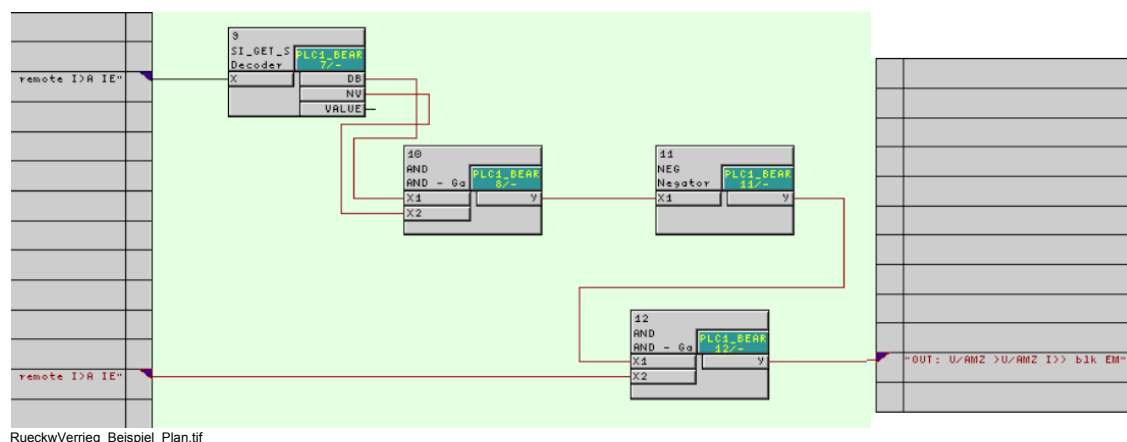 9
SI_GET_S
Decoder
PLC1_BEAR
7/-
X
DB
NV
VALUE
remote I>A IE"
10
AND
AND - Ga
PLC1_BEAR
8/-
X1
Y
X2
11
NEG
Negator
PLC1_BEAR
11/-
X1
Y
12
AND
AND - Ga
PLC1_BEAR
12/-
X1
Y
X2
"OUT: U/AMZ >U/AMZ I>> blk EM"
remote I>A IE"
RueckwVerrieg_Beispiel_Plan.tif